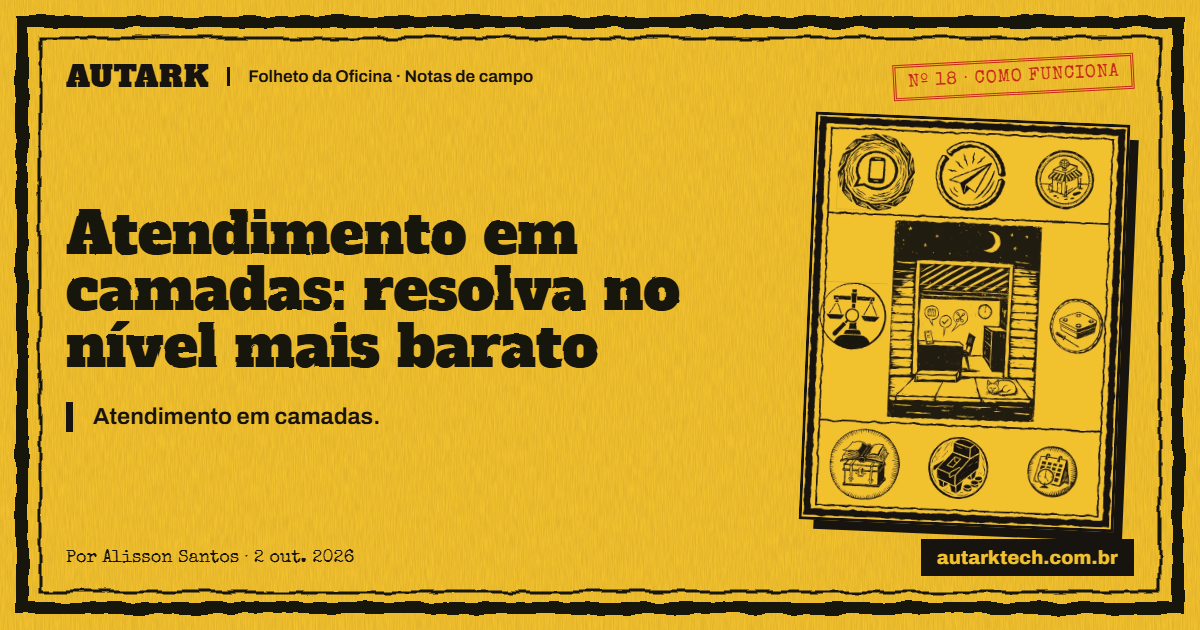 AUTARK
Folheto da Oficina · Notas de campo
Nº 18 · COMO FUNCIONA
Atendimento em
camadas: resolva no
nível mais barato
Atendimento em camadas.
Por Alisson Santos · 2 out. 2026
autarktech.com.br